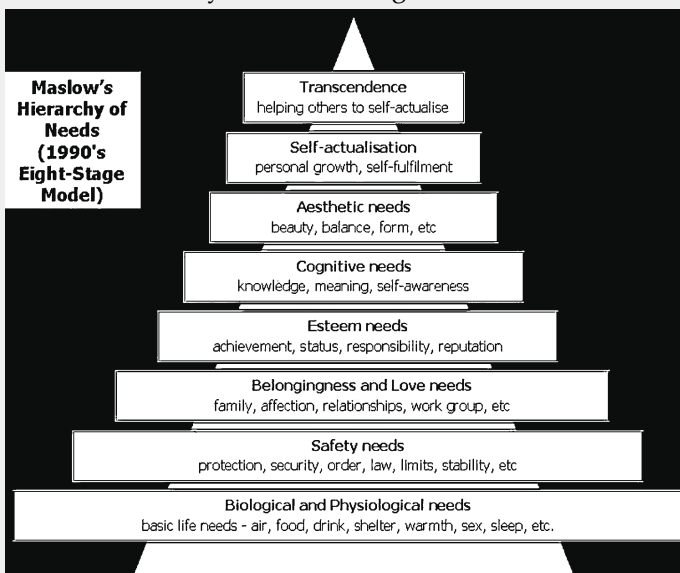 Maslow's
Hierarchy of
Needs
(1990's
Eight-Stage
Model)
Transcendence
helping others to self-actualise
Self-actualisation
personal growth, self-fulfilment
Aesthetic needs
beauty, balance, form, etc
Cognitive needs
knowledge, meaning, self-awareness
Esteem needs
achievement, status, responsibility, reputation
Belongingness and Love needs
family, affection, relationships, work group, etc
Safety needs
protection, security, order, law, limits, stability, etc
Biological and Physiological needs
basic life needs - air, food, drink, shelter, warmth, sex, sleep, etc.